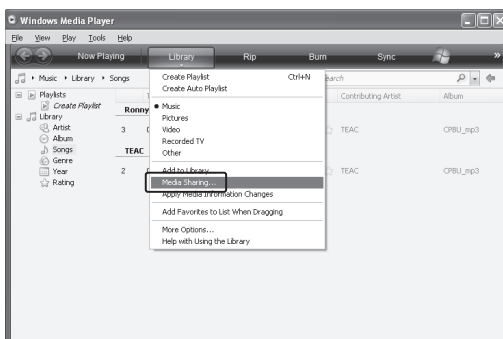 Windows Media Player
File View Play Tools Help
Now Playing Library Rip Burn Sync »
Music Library Songs
Playlists
Create Playlist
Library
Artist
Album
Songs
Genre
Year
Rating
Ronny
3
TEAC
2
Create Playlist Ctrl+N
Create Auto Playlist
Music
Pictures
Video
Recorded TV
Other
Add to Library...
Media Sharing...
Apply Media Information Changes
Add Favorites to List When Dragging
More Options...
Help with Using the Library
Contributing Artist Album
TEAC CPBU_mp3
TEAC CPBU_mp3